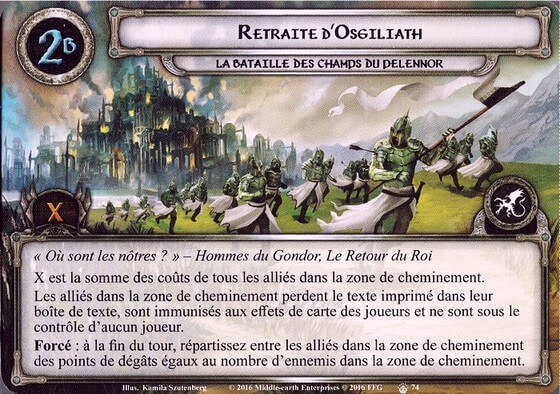 2B
RETRAITE D'OSGILIATH
LA BATAILLE DES CHAMPS DU PELENNOR
X
« Où sont les nôtres ? » – Hommes du Gondor, Le Retour du Roi
X est la somme des coûts de tous les alliés dans la zone de cheminement.
Les alliés dans la zone de cheminement perdent le texte imprimé dans leur
boîte de texte, sont immunisés aux effets de carte des joueurs et ne sont sous le
contrôle d'aucun joueur.
Forcé : à la fin du tour, répartissez entre les alliés dans la zone de cheminement
des points de dégâts égaux au nombre d'ennemis dans la zone de cheminement.
Illus. Kamila Szutenberg © 2016 Middle-earth Enterprises © 2016 FFG 74